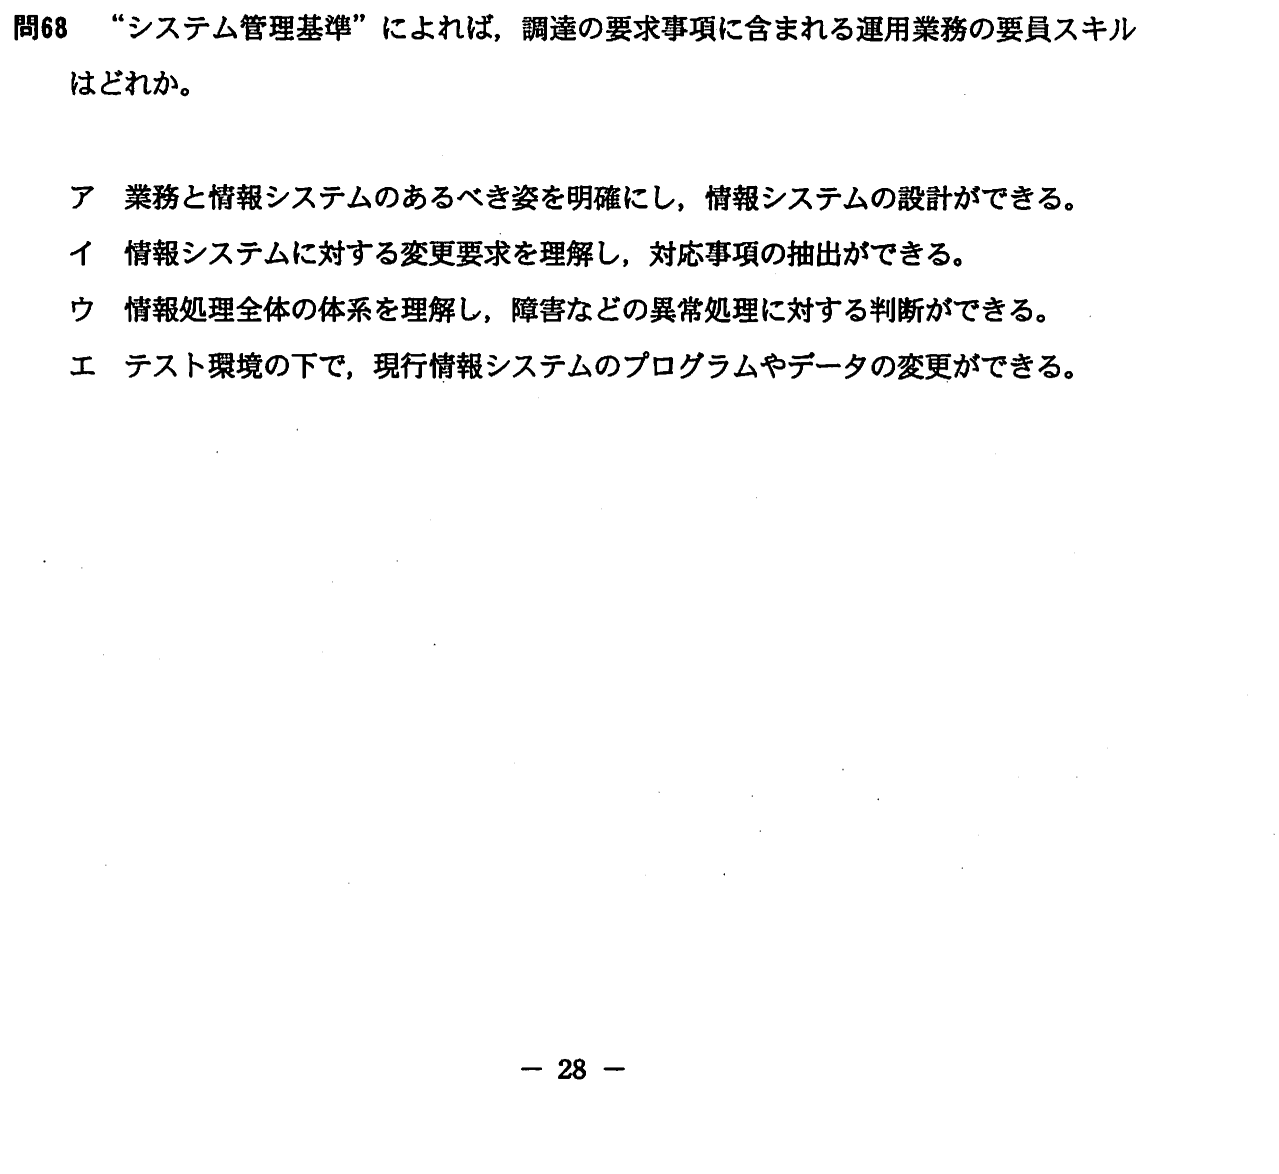 問68 “システム管理基準”によれば，調達の要求事項に含まれる運用業務の要員スキル
はどれか。
ア 業務と情報システムのあるべき姿を明確にし，情報システムの設計ができる。
イ 情報システムに対する変更要求を理解し，対応事項の抽出ができる。
ウ 情報処理全体の体系を理解し，障害などの異常処理に対する判断ができる。
エ テスト環境の下で，現行情報システムのプログラムやデータの変更ができる。
－ 28 －